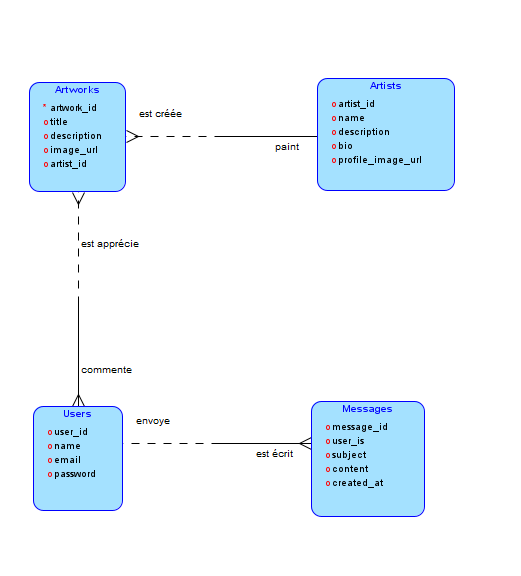 Artworks
* artwork_id
o title
o description
o image_url
o artist_id
est créée
paint
Artists
o artist_id
o name
o description
o bio
o profile_image_url
est apprécie
commente
Users
o user_id
o name
o email
o password
envoye
est écrit
Messages
o message_id
o user_is
o subject
o content
o created_at